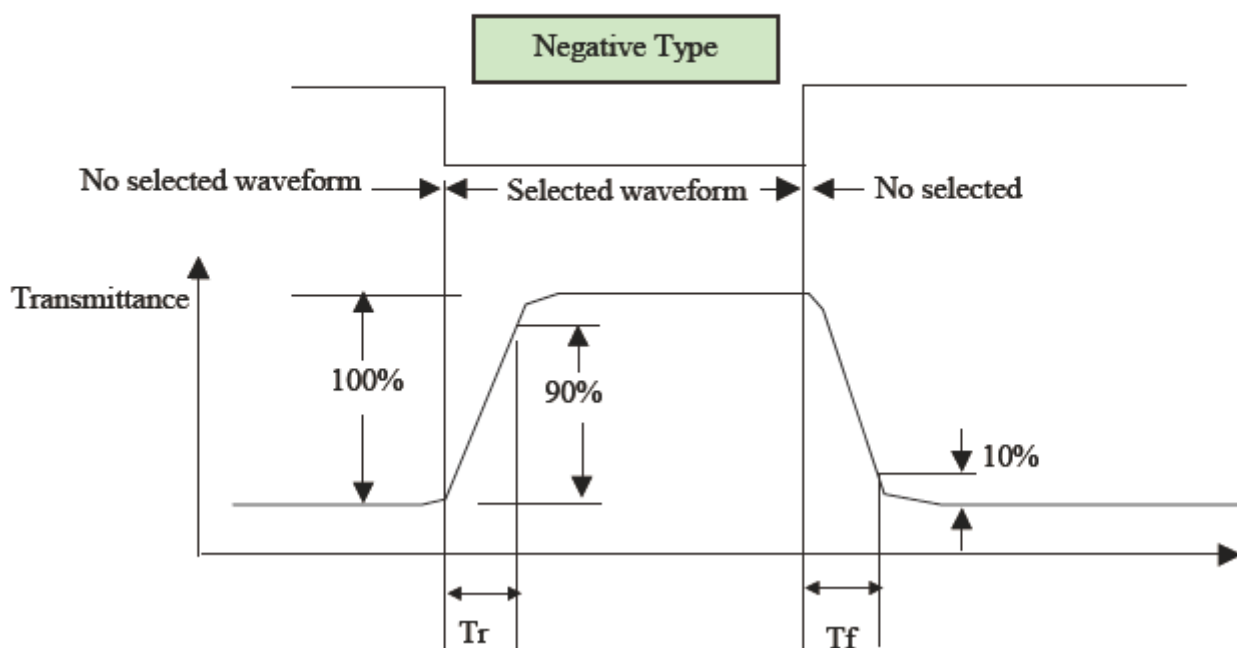 Negative Type
No selected waveform
Selected waveform
No selected
Transmittance
100%
90%
10%
Tr
Tf